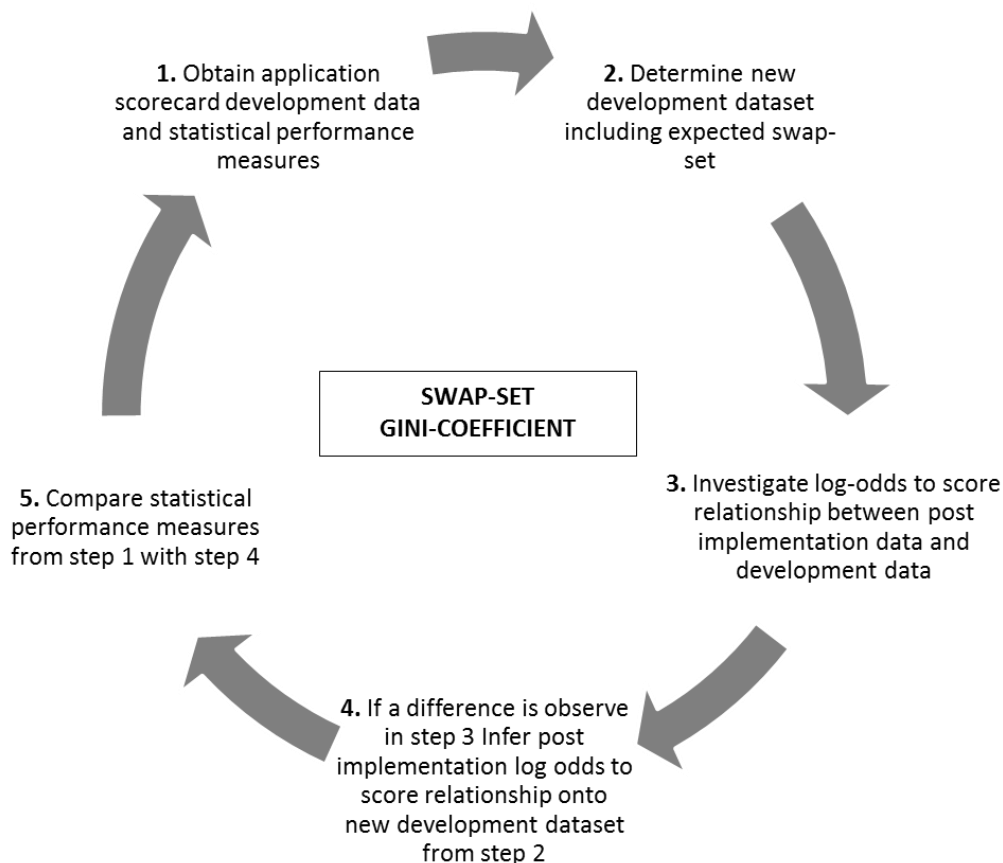 1. Obtain application
scorecard development data
and statistical performance
measures
2. Determine new
development dataset
including expected swap-
set
3. Investigate log-odds to score
relationship between post
implementation data and
development data
4. If a difference is observe
in step 3 Infer post
implementation log odds to
score relationship onto
new development dataset
from step 2
5. Compare statistical
performance measures
from step 1 with step 4
SWAP-SET
GINI-COEFFICIENT